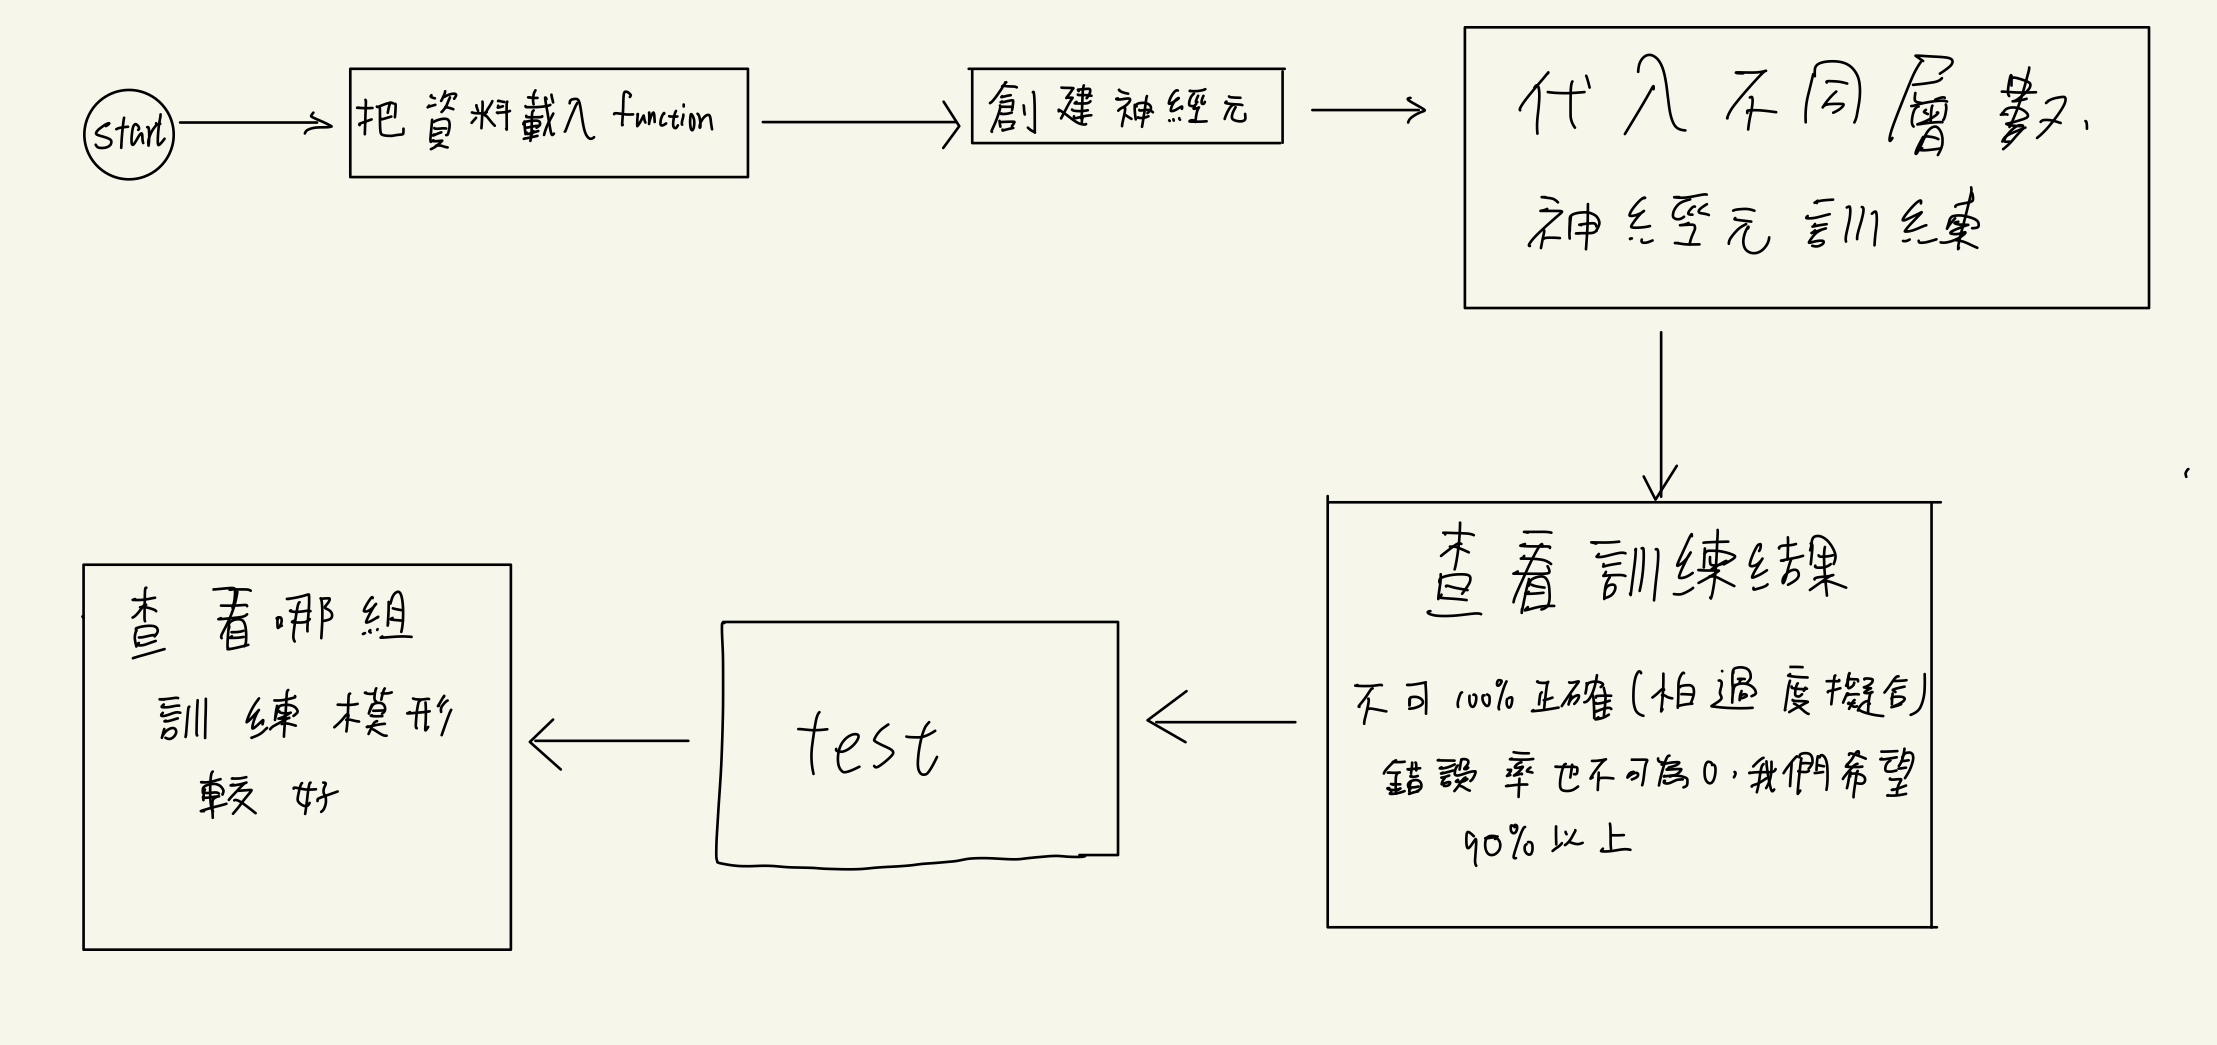 start
把資料載入function
創建神經元
代入不同層數、
神經元訓練
查看訓練結果
不可100%正確(怕過度擬合)
錯誤率也不可為0,我們希望
90%以上
test
查看哪組
訓練模形
較好